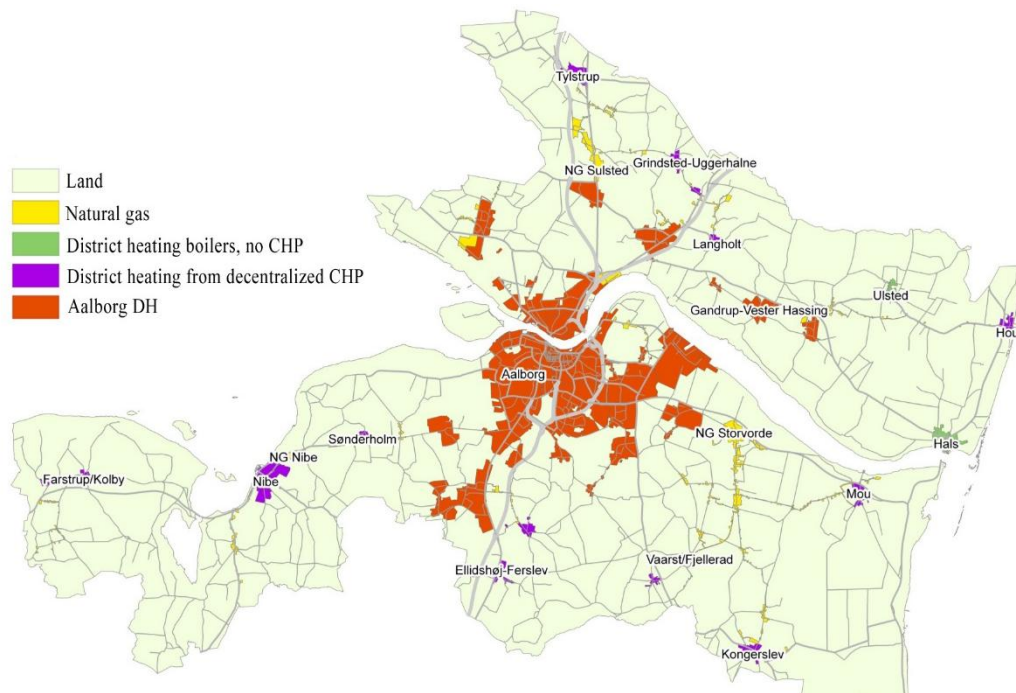 Land
Natural gas
District heating boilers, no CHP
District heating from decentralized CHP
Aalborg DH
Tylstrup
Grindsted-Uggerhalne
NG Sulsted
Langholt
Ulsted
Gandrup-Vester Hassing
Hou
Aalborg
NG Storvorde
Hals
Sønderholm
NG Nibe
Farstrup/Kolby
Nibe
Mou
Vaarst/Fjellerad
Ellidshøj-Ferslev
Kongerslev